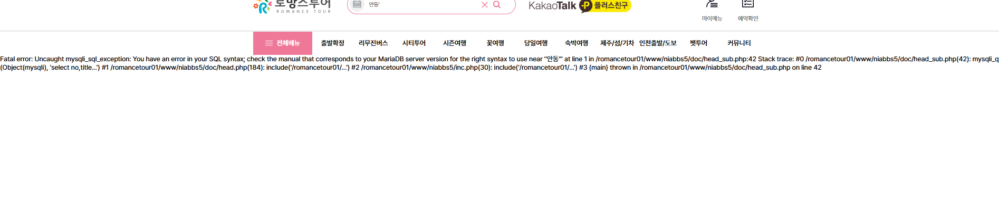 로망스투어
ROMANCE TOUR
안동'
KakaoTalk P 플러스친구
마이메뉴 예약확인
전체메뉴 출발확정 리무진버스 시티투어 시즌여행 꽃여행 당일여행 숙박여행 제주/섬/기차 인천출발/도보 펫투어 커뮤니티
Fatal error: Uncaught mysqli_sql_exception: You have an error in your SQL syntax; check the manual that corresponds to your MariaDB server version for the right syntax to use near ''안동'' at line 1 in /romancetour01/www/niabbs5/doc/head_sub.php:42 Stack trace: #0 /romancetour01/www/niabbs5/doc/head_sub.php(42): mysqli_q
(Object(mysqli), 'select no,title...') #1 /romancetour01/www/niabbs5/doc/head.php(184): include('/romancetour01/...') #2 /romancetour01/www/niabbs5/inc.php(30): include('/romancetour01/...') #3 {main} thrown in /romancetour01/www/niabbs5/doc/head_sub.php on line 42